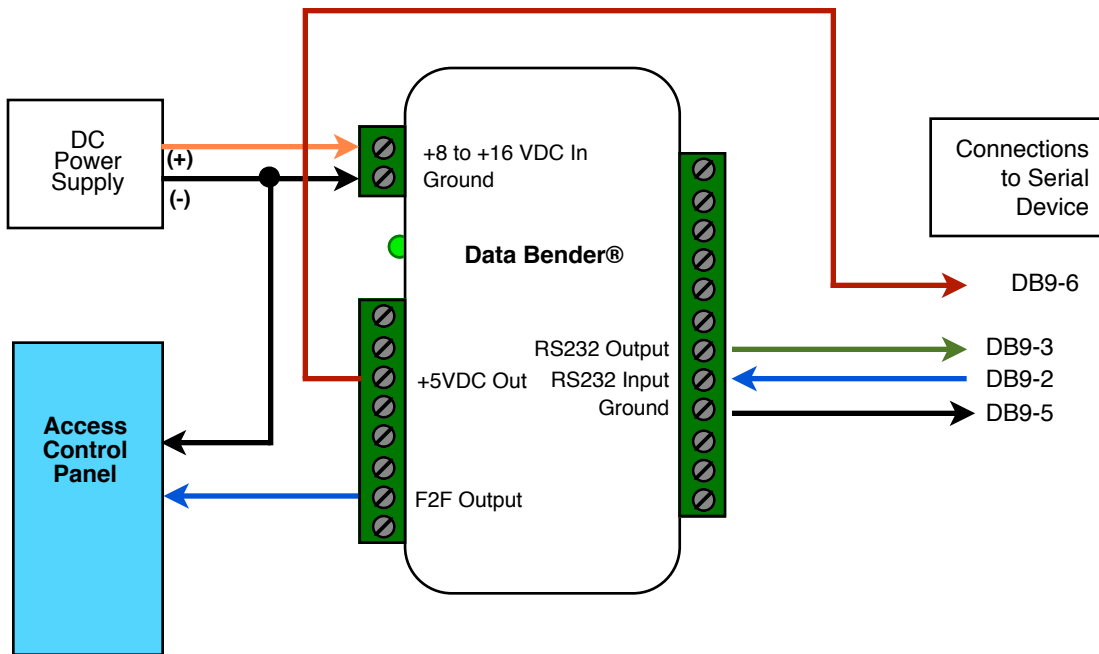 DC
Power
Supply
(+)
(-)
+8 to +16 VDC In
Ground
Data Bender®
Connections
to Serial
Device
DB9-6
RS232 Output
DB9-3
+5VDC Out
RS232 Input
DB9-2
Ground
DB9-5
Access
Control
Panel
F2F Output